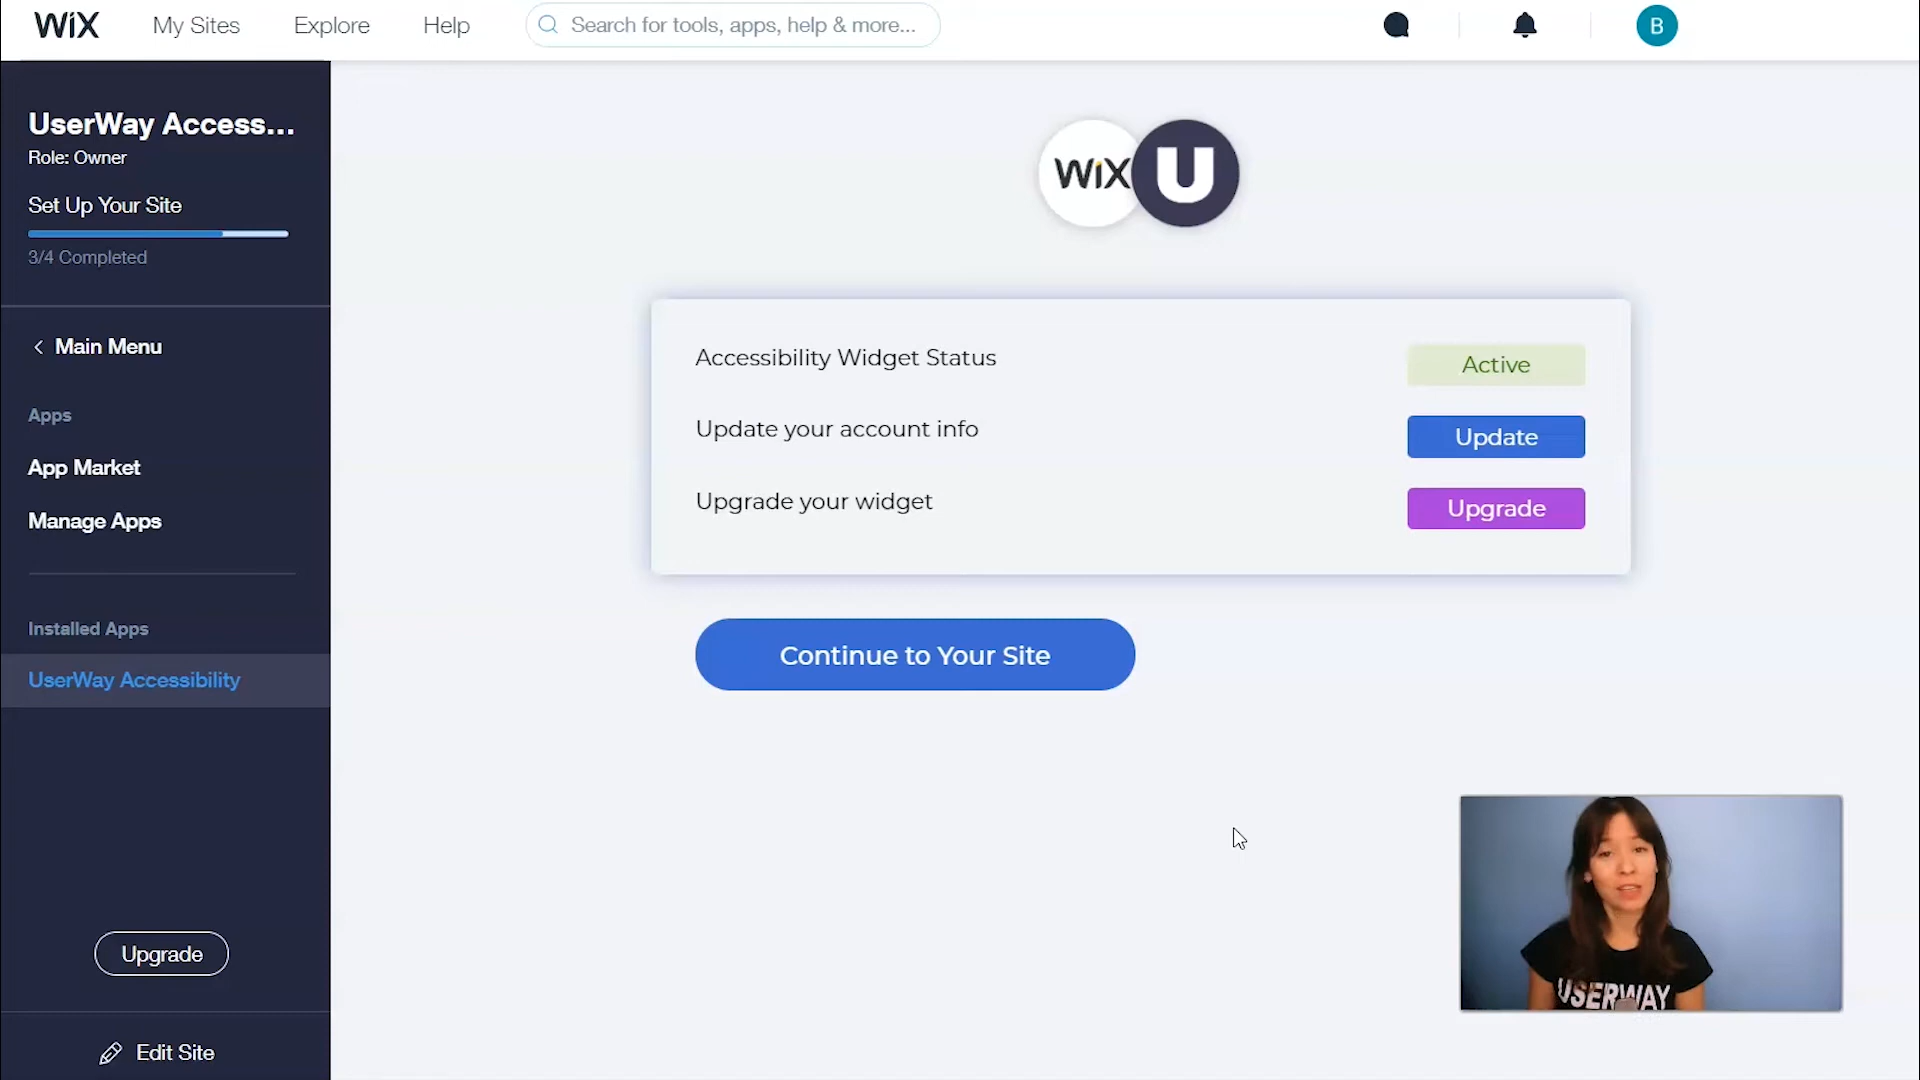 WiX
My Sites
Explore
Help
Search for tools, apps, help & more...
B
UserWay Access...
Role: Owner
Set Up Your Site
3/4 Completed
Main Menu
Apps
App Market
Manage Apps
Installed Apps
UserWay Accessibility
Upgrade
Edit Site
WiX U
Accessibility Widget Status
Active
Update your account info
Update
Upgrade your widget
Upgrade
Continue to Your Site
USERWAY